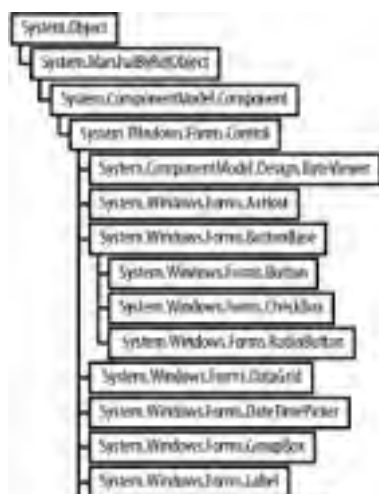 System.Object
System.MarshalByRefObject
System.ComponentModel.Component
System.Windows.Forms.Control
System.ComponentModel.Design.ByteViewer
System.Windows.Forms.AxHost
System.Windows.Forms.ButtonBase
System.Windows.Forms.Button
System.Windows.Forms.CheckBox
System.Windows.Forms.RadioButton
System.Windows.Forms.DataGrid
System.Windows.Forms.DateTimePicker
System.Windows.Forms.GroupBox
System.Windows.Forms.Label